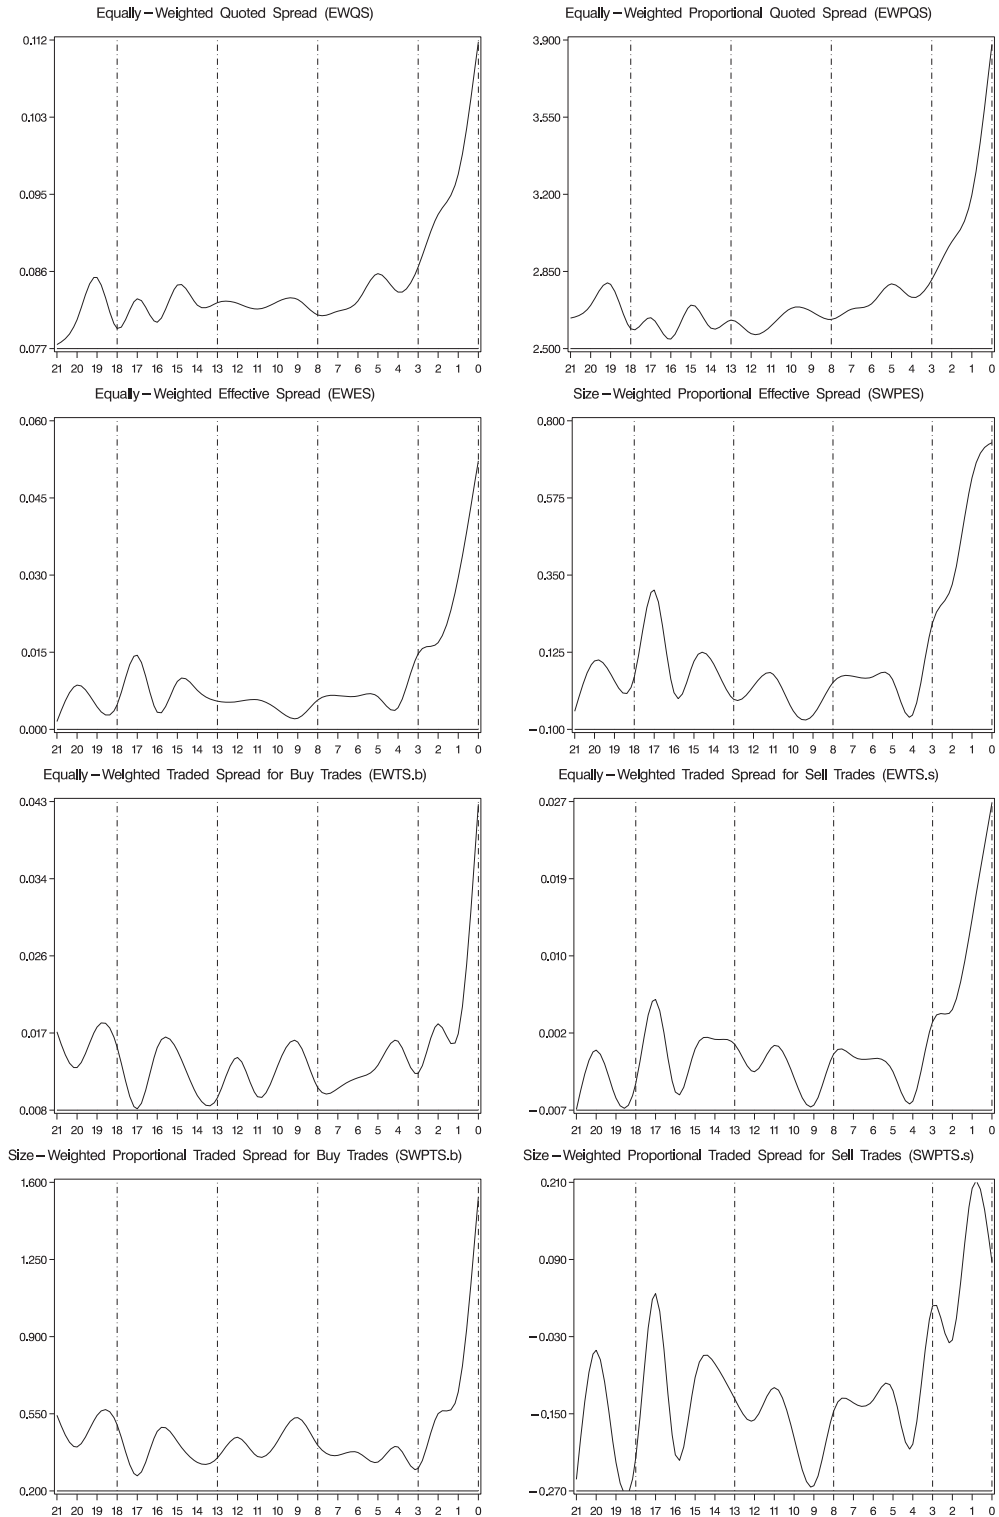 Equally–Weighted Quoted Spread (EWQS)
0.112
0.103
0.095
0.086
0.077
21 20 19 18 17 16 15 14 13 12 11 10 9 8 7 6 5 4 3 2 1 0
Equally–Weighted Proportional Quoted Spread (EWPQS)
3.900
3.550
3.200
2.850
2.500
21 20 19 18 17 16 15 14 13 12 11 10 9 8 7 6 5 4 3 2 1 0
Equally–Weighted Effective Spread (EWES)
0.060
0.045
0.030
0.015
0.000
21 20 19 18 17 16 15 14 13 12 11 10 9 8 7 6 5 4 3 2 1 0
Size–Weighted Proportional Effective Spread (SWPES)
0.800
0.575
0.350
0.125
–0.100
21 20 19 18 17 16 15 14 13 12 11 10 9 8 7 6 5 4 3 2 1 0
Equally–Weighted Traded Spread for Buy Trades (EWTS.b)
0.043
0.034
0.026
0.017
0.008
21 20 19 18 17 16 15 14 13 12 11 10 9 8 7 6 5 4 3 2 1 0
Equally–Weighted Traded Spread for Sell Trades (EWTS.s)
0.027
0.019
0.010
0.002
–0.007
21 20 19 18 17 16 15 14 13 12 11 10 9 8 7 6 5 4 3 2 1 0
Size–Weighted Proportional Traded Spread for Buy Trades (SWPTS.b)
1.600
1.250
0.900
0.550
0.200
21 20 19 18 17 16 15 14 13 12 11 10 9 8 7 6 5 4 3 2 1 0
Size–Weighted Proportional Traded Spread for Sell Trades (SWPTS.s)
0.210
0.090
–0.030
–0.150
–0.270
21 20 19 18 17 16 15 14 13 12 11 10 9 8 7 6 5 4 3 2 1 0